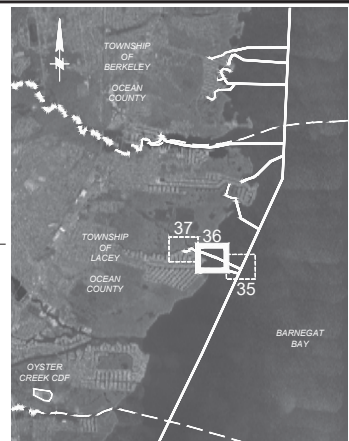 TOWNSHIP
OF
BERKELEY
OCEAN
COUNTY
37
36
35
TOWNSHIP
OF
LACEY
OCEAN
COUNTY
BARNEGAT
BAY
OYSTER
CREEK CDF